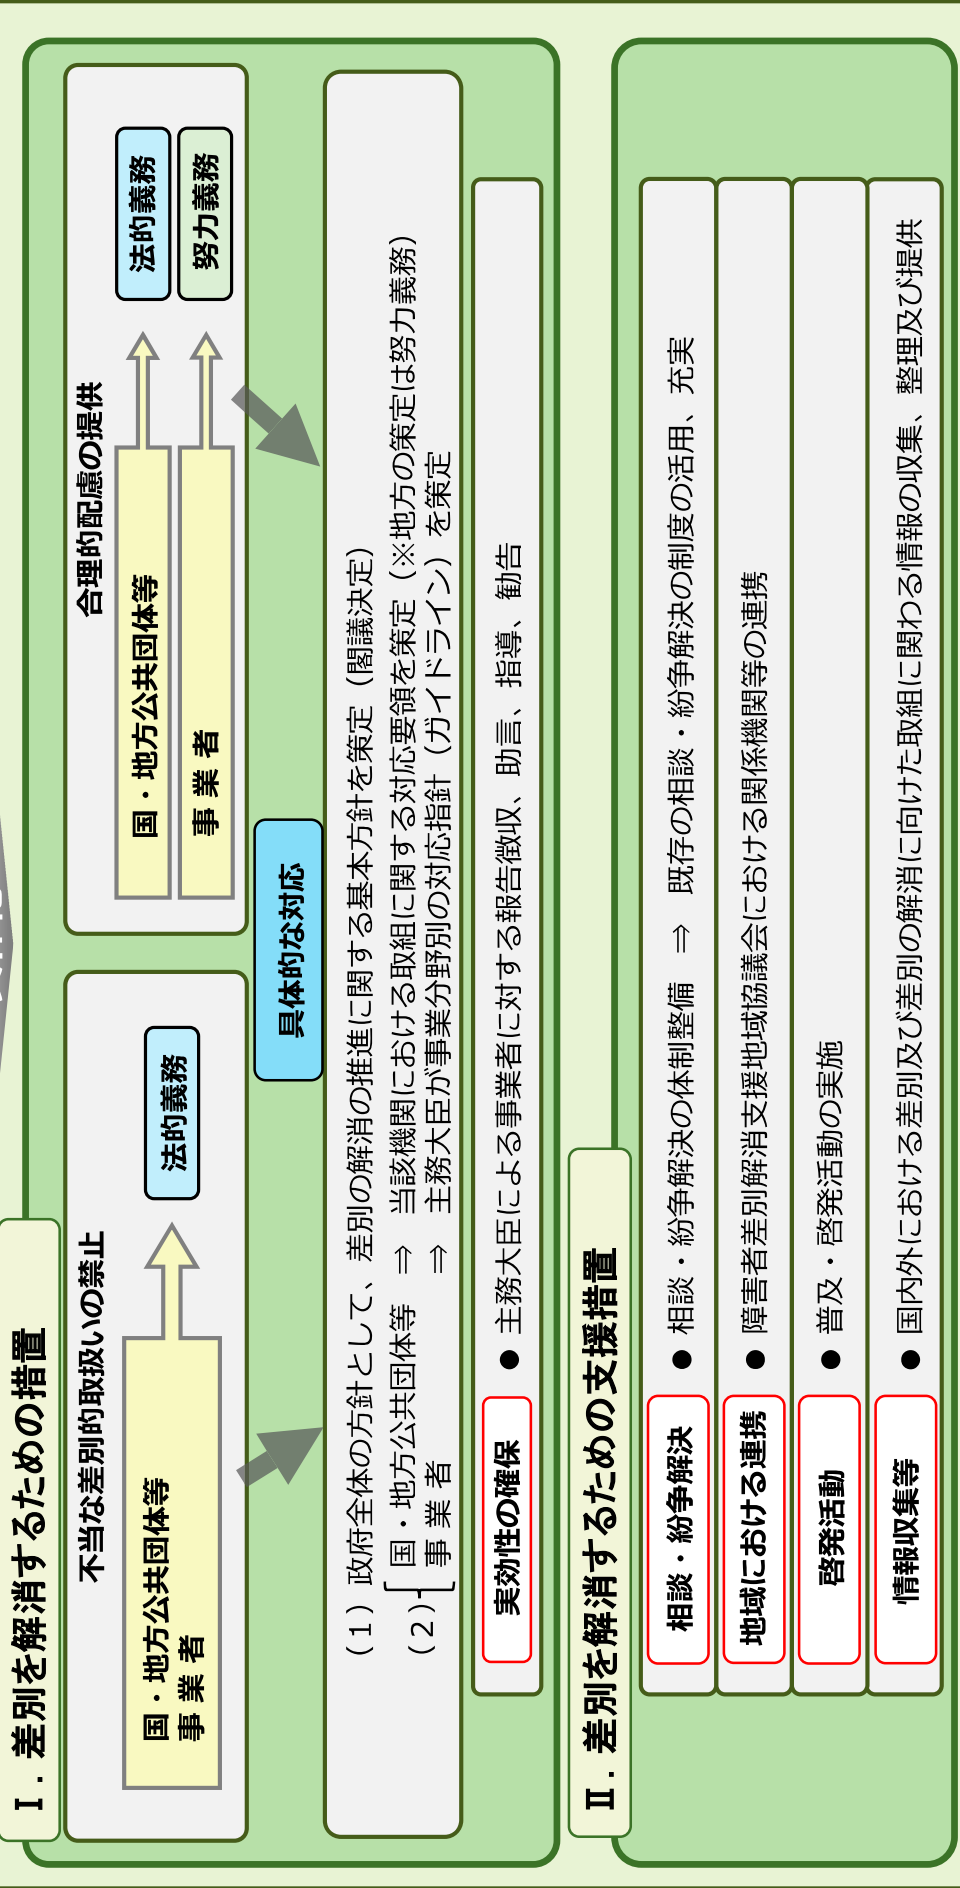 Ⅰ．差別を解消するための措置
不当な差別的取扱いの禁止
国・地方公共団体等
事 業 者
法的義務
合理的配慮の提供
国・地方公共団体等
法的義務
事 業 者
努力義務
具体的な対応
（1）政府全体の方針として、差別の解消の推進に関する基本方針を策定（閣議決定）
（2）
国・地方公共団体等 ⇒ 当該機関における取組に関する対応要領を策定（※地方の策定は努力義務）
事 業 者 ⇒ 主務大臣が事業分野別の対応指針（ガイドライン）を策定
実効性の確保 ● 主務大臣による事業者に対する報告徴収、助言、指導、勧告
Ⅱ．差別を解消するための支援措置
相談・紛争解決 ● 相談・紛争解決の体制整備 ⇒ 既存の相談・紛争解決の制度の活用、充実
地域における連携 ● 障害者差別解消支援地域協議会における関係機関等の連携
啓発活動 ● 普及・啓発活動の実施
情報収集等 ● 国内外における差別及び差別の解消に向けた取組に関わる情報の収集、整理及び提供